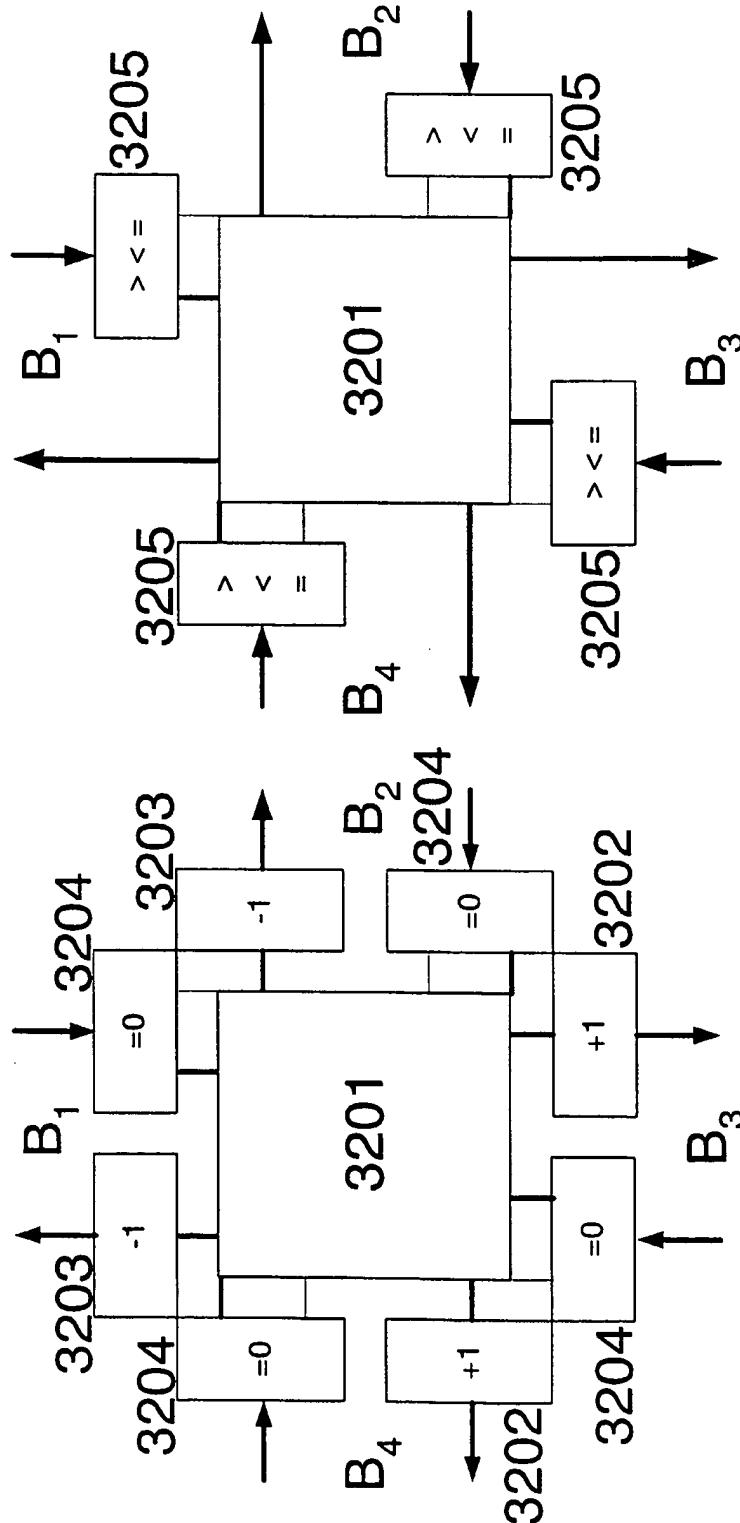 B1
3203 3204
-1 =0
3204 3203
=0 -1
B4 3201 B2
3204
+1 =0
3202
=0 +1
3204 3202
B3
B1
3205
> < =
3205
>
<
=
B4 3201 B2
>
<
=
3205
> < =
3205
B3